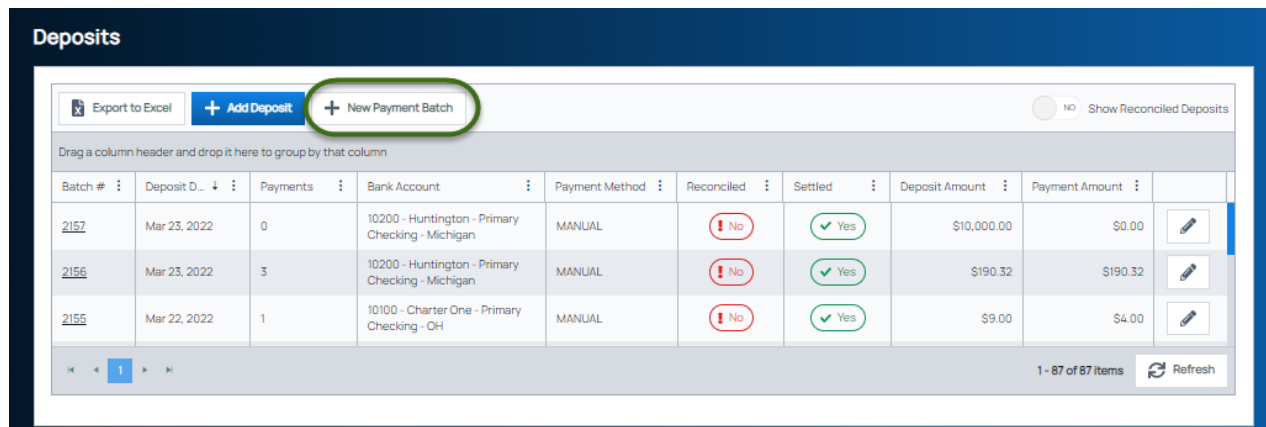 Deposits
Export to Excel + Add Deposit + New Payment Batch NO Show Reconciled Deposits
Drag a column header and drop it here to group by that column
Batch # Deposit D... ↓ Payments Bank Account Payment Method Reconciled Settled Deposit Amount Payment Amount
2157 Mar 23, 2022 0 10200 - Huntington - Primary MANUAL ! No ✔ Yes $10,000.00 $0.00
Checking - Michigan
2156 Mar 23, 2022 3 10200 - Huntington - Primary MANUAL ! No ✔ Yes $190.32 $190.32
Checking - Michigan
2155 Mar 22, 2022 1 10100 - Charter One - Primary MANUAL ! No ✔ Yes $9.00 $4.00
Checking - OH
1 1 - 87 of 87 items Refresh